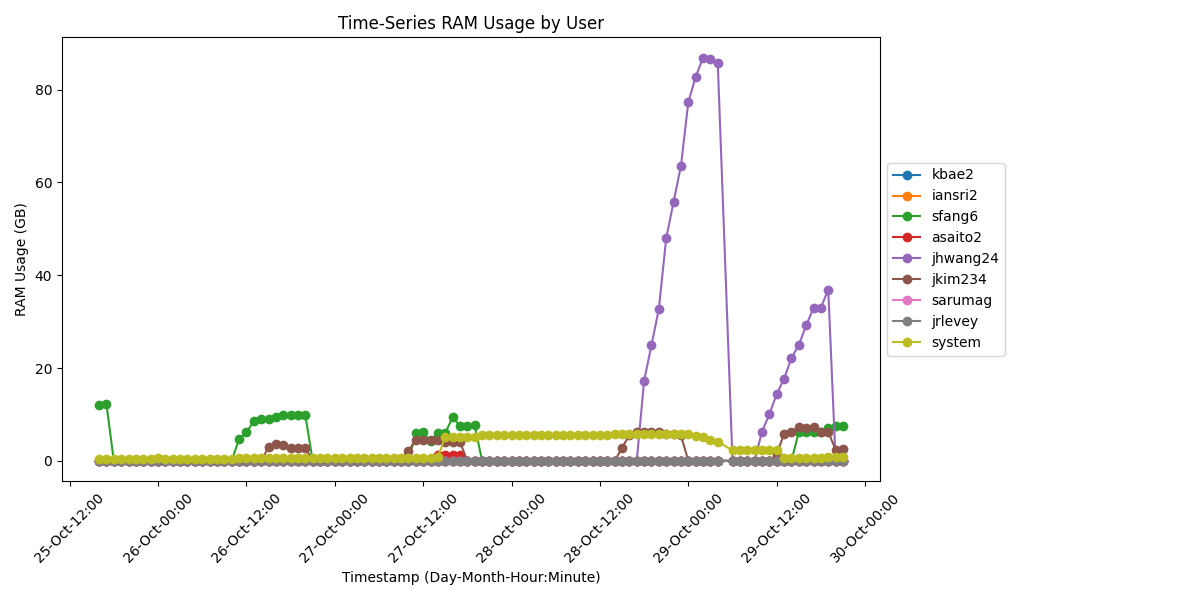 Time-Series RAM Usage by User
RAM Usage (GB)
80
60
40
20
0
25-Oct-12:00
26-Oct-00:00
26-Oct-12:00
27-Oct-00:00
27-Oct-12:00
28-Oct-00:00
28-Oct-12:00
29-Oct-00:00
29-Oct-12:00
30-Oct-00:00
Timestamp (Day-Month-Hour:Minute)
kbae2
iansri2
sfang6
asaito2
jhwang24
jkim234
sarumag
jrlevey
system